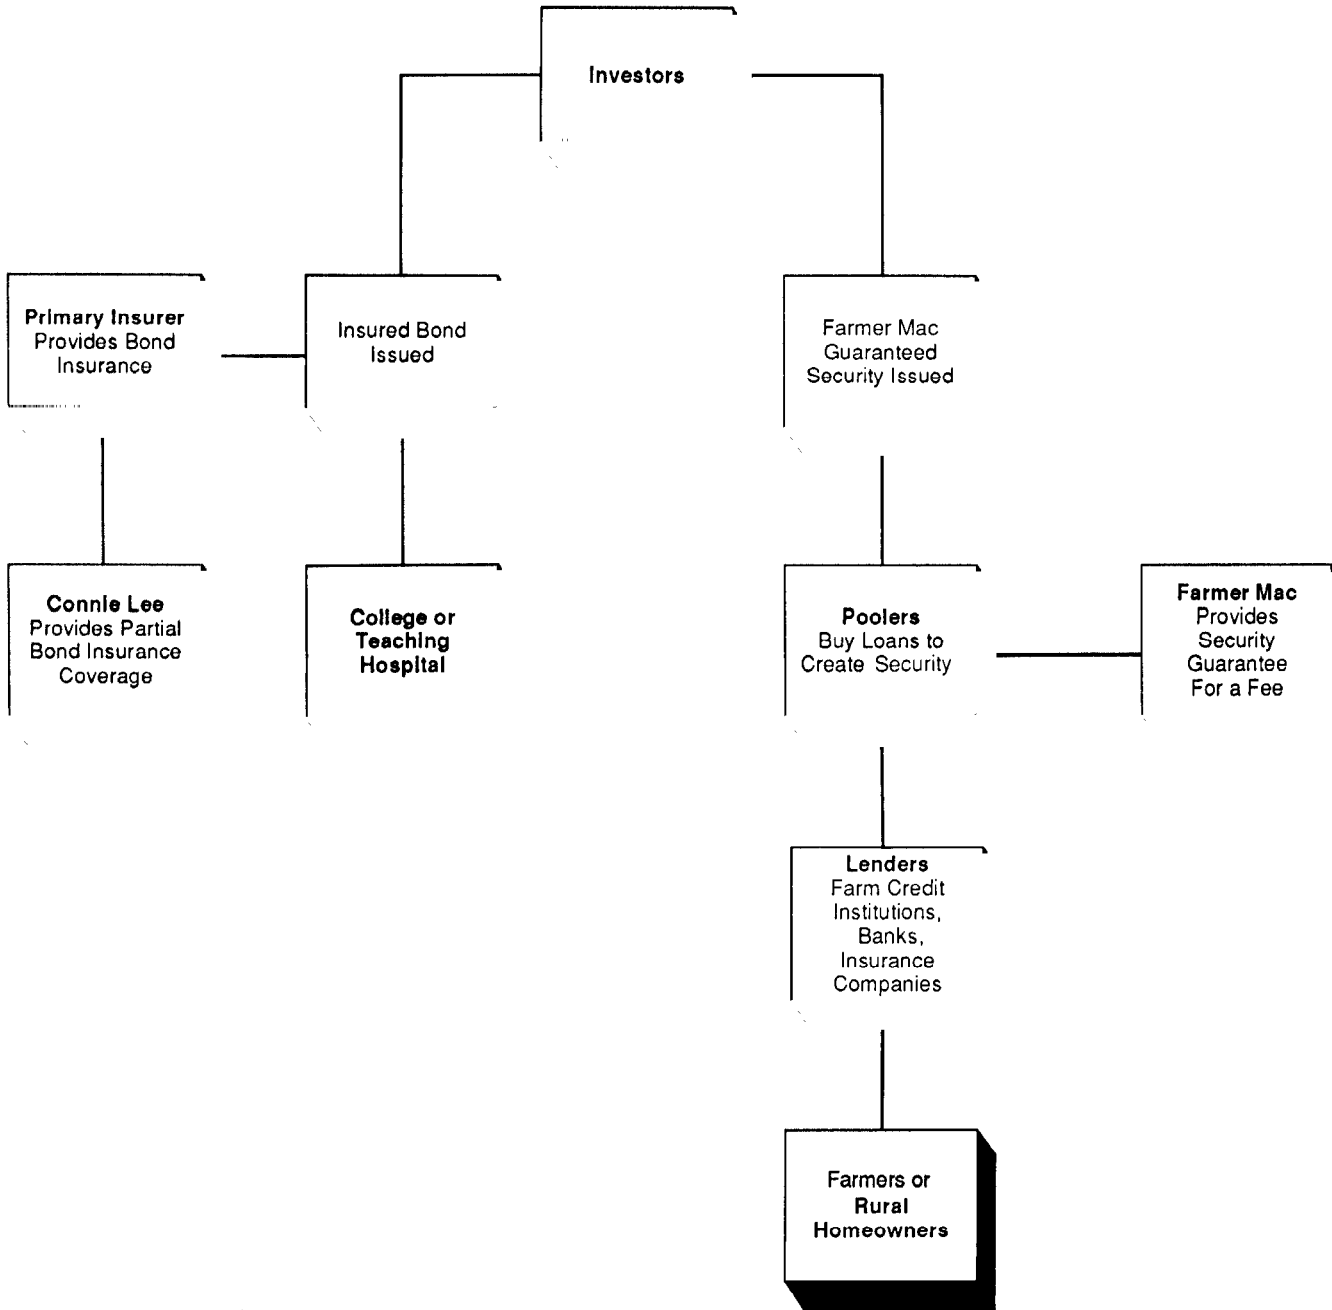 Investors
Primary Insurer
Provides Bond
Insurance
Insured Bond
Issued
Farmer Mac
Guaranteed
Security Issued
Connie Lee
Provides Partial
Bond Insurance
Coverage
College or
Teaching
Hospital
Poolers
Buy Loans to
Create Security
Farmer Mac
Provides
Security
Guarantee
For a Fee
Lenders
Farm Credit
Institutions,
Banks,
Insurance
Companies
Farmers or
Rural
Homeowners